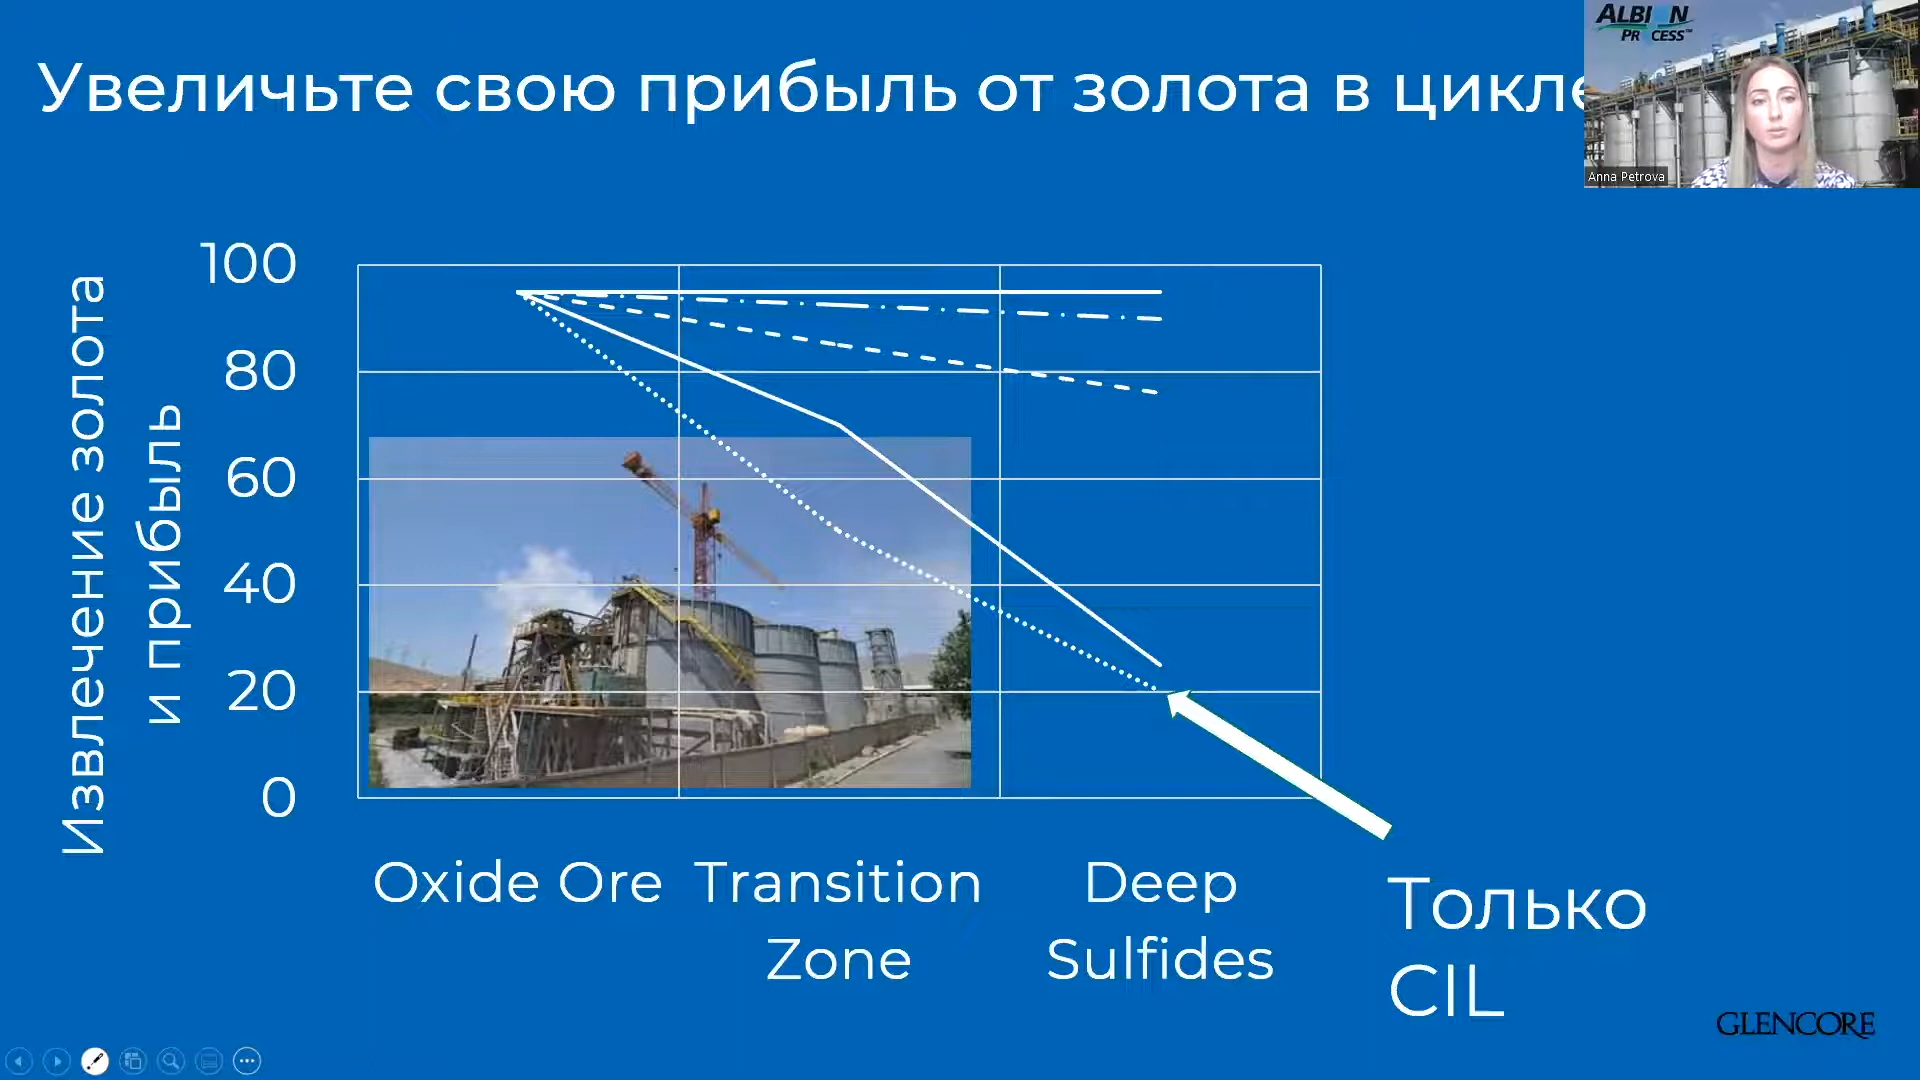 Увеличьте свою прибыль от золота в цикле
ALBION
PROCESS™
Anna Petrova
Извлечение золота
и прибыль
100
80
60
40
20
0
Oxide Ore
Transition
Zone
Deep
Sulfides
Только
CIL
GLENCORE